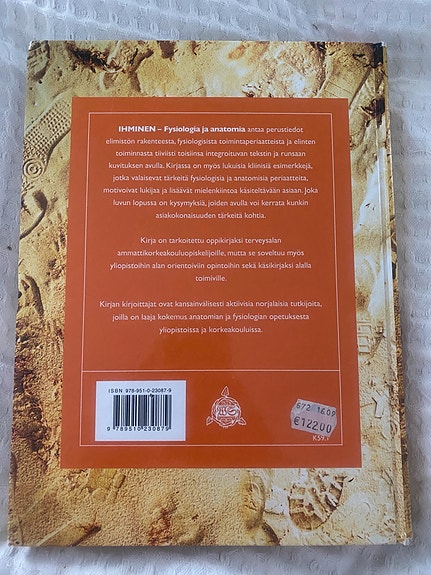 IHMINEN – Fysiologia ja anatomia antaa perustiedot
elimistön rakenteesta, fysiologisista toimintaperiaatteista ja elinten
toiminnasta tiiviisti toisiinsa integroituvan tekstin ja runsaan
kuvituksen avulla. Kirjassa on myös lukuisia kliinisiä esimerkkejä,
jotka valaisevat tärkeitä fysiologisia ja anatomisia periaatteita,
motivoivat lukijaa ja lisäävät mielenkiintoa käsiteltävään asiaan. Joka
luvun lopussa on kysymyksiä, joiden avulla voi kerrata kunkin
asiakokonaisuuden tärkeitä kohtia.
Kirja on tarkoitettu oppikirjaksi terveysalan
ammattikorkeakouluopiskelijoille, mutta se soveltuu myös
yliopistoihin alan orientoiviin opintoihin sekä käsikirjaksi alalla
toimiville.
Kirjan kirjoittajat ovat kansainvälisesti aktiivisia norjalaisia tutkijoita,
joilla on laaja kokemus anatomian ja fysiologian opetuksesta
yliopistoissa ja korkeakouluissa.
ISBN 978-951-0-23087-9
9 789510 230879
672 16.09
€122.00